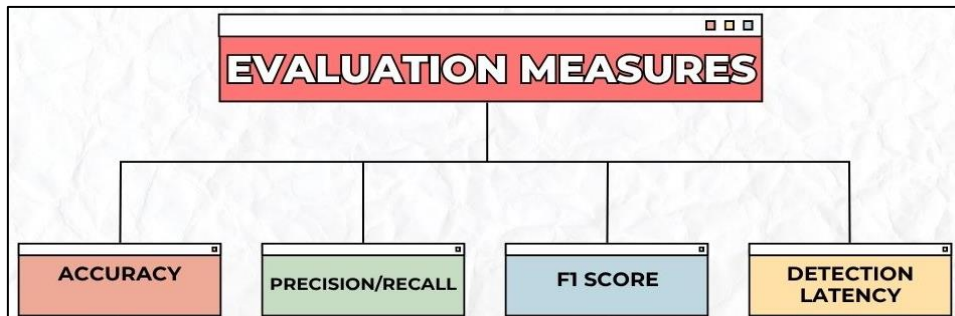 EVALUATION MEASURES
ACCURACY
PRECISION/RECALL
F1 SCORE
DETECTION
LATENCY